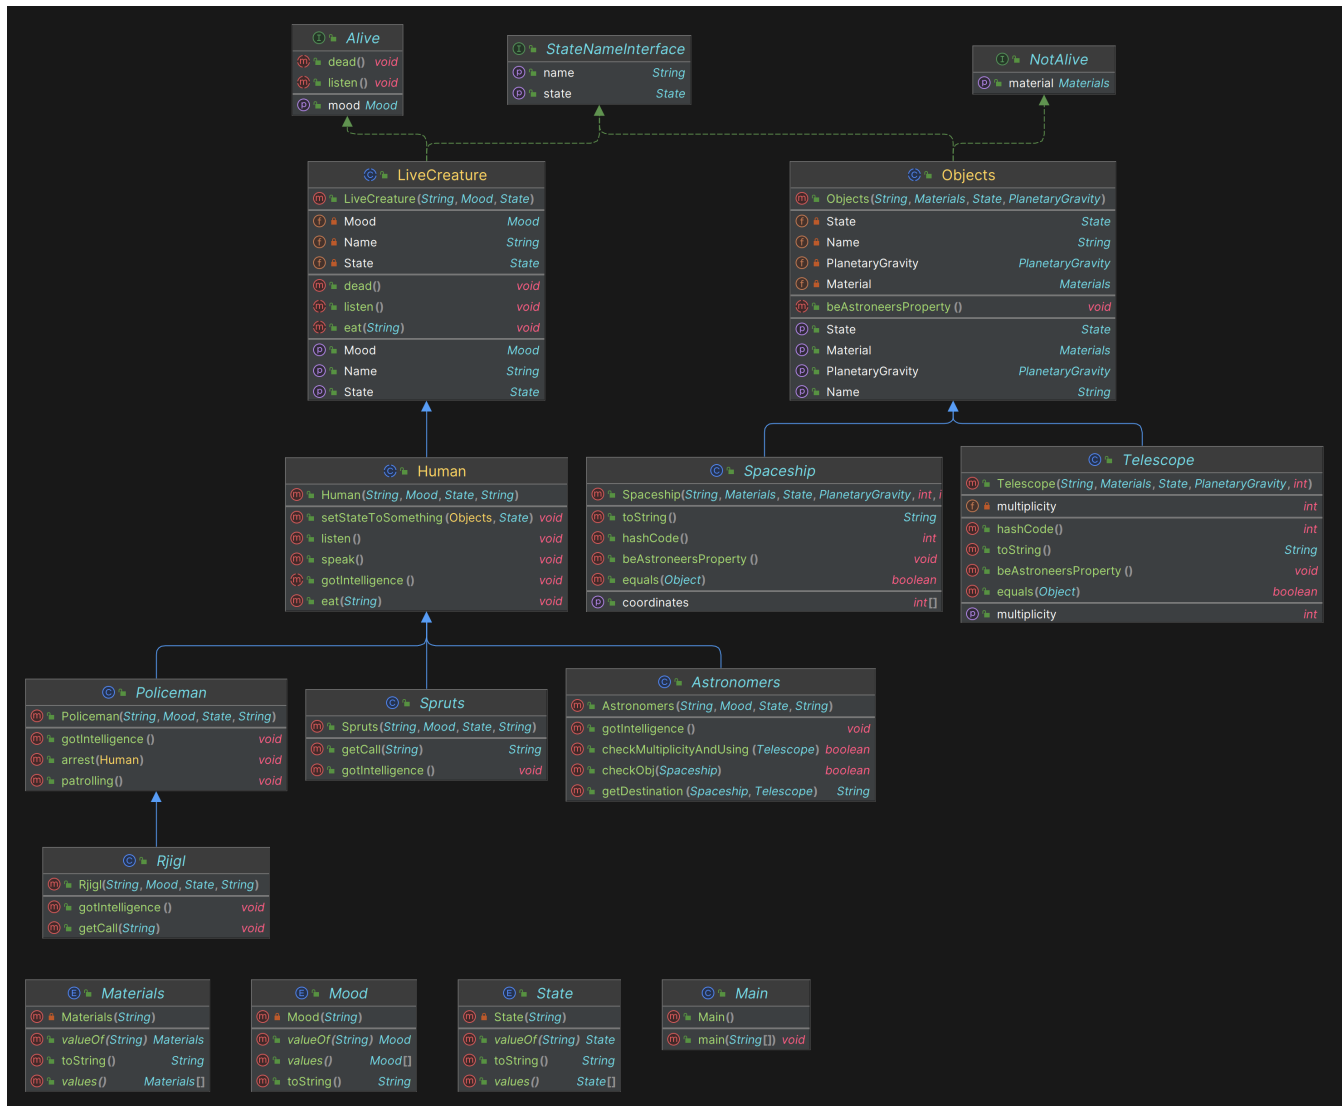 Alive
dead() void
listen() void
mood Mood
StateNameInterface
name String
state State
NotAlive
material Materials
LiveCreature
LiveCreature(String, Mood, State)
Mood Mood
Name String
State State
dead() void
listen() void
eat(String) void
Mood Mood
Name String
State State
Objects
Objects(String, Materials, State, PlanetaryGravity)
State State
Name String
PlanetaryGravity PlanetaryGravity
Material Materials
beAstroneersProperty() void
State State
Material Materials
PlanetaryGravity PlanetaryGravity
Name String
Human
Human(String, Mood, State, String)
setStateToSomething(Objects, State) void
listen() void
speak() void
gotIntelligence() void
eat(String) void
Spaceship
Spaceship(String, Materials, State, PlanetaryGravity, int,
toString() String
hashCode() int
beAstroneersProperty() void
equals(Object) boolean
coordinates int[]
Telescope
Telescope(String, Materials, State, PlanetaryGravity, int)
multiplicity int
hashCode() int
toString() String
beAstroneersProperty() void
equals(Object) boolean
multiplicity int
Policeman
Policeman(String, Mood, State, String)
gotIntelligence() void
arrest(Human) void
patrolling() void
Spruts
Spruts(String, Mood, State, String)
getCall(String) String
gotIntelligence() void
Astronomers
Astronomers(String, Mood, State, String)
gotIntelligence() void
checkMultiplicityAndUsing(Telescope) boolean
checkObj(Spaceship) boolean
getDestination(Spaceship, Telescope) String
Rjigl
Rjigl(String, Mood, State, String)
gotIntelligence() void
getCall(String) void
Materials
Materials(String)
valueOf(String) Materials
toString() String
values() Materials[]
Mood
Mood(String)
valueOf(String) Mood
values() Mood[]
toString() String
State
State(String)
valueOf(String) State
toString() String
values() State[]
Main
Main()
main(String[]) void